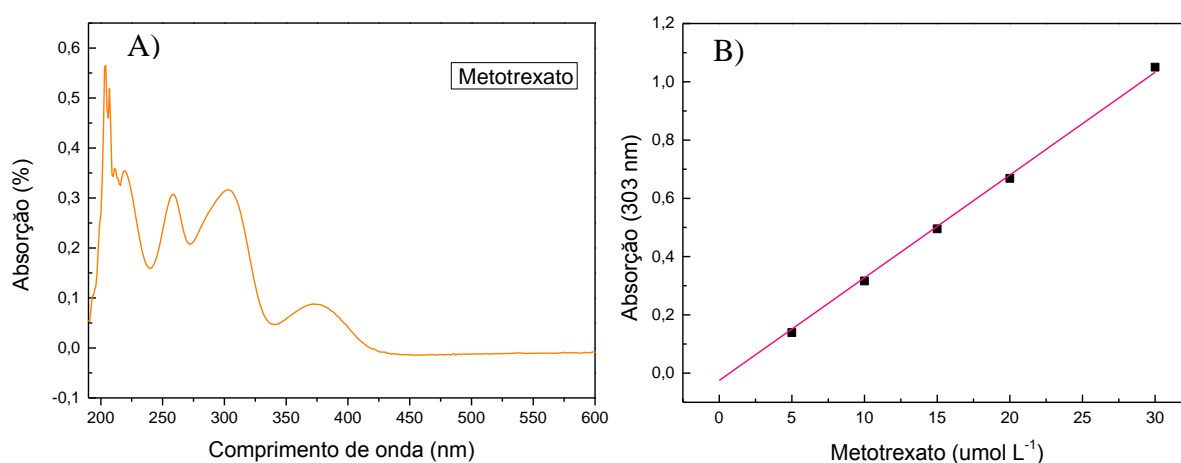 A)
Metotrexato
Absorção (%)
0,6
0,5
0,4
0,3
0,2
0,1
0,0
-0,1
200 250 300 350 400 450 500 550 600
Comprimento de onda (nm)
B)
Absorção (303 nm)
1,2
1,0
0,8
0,6
0,4
0,2
0,0
0 5 10 15 20 25 30
Metotrexato (umol L⁻¹)